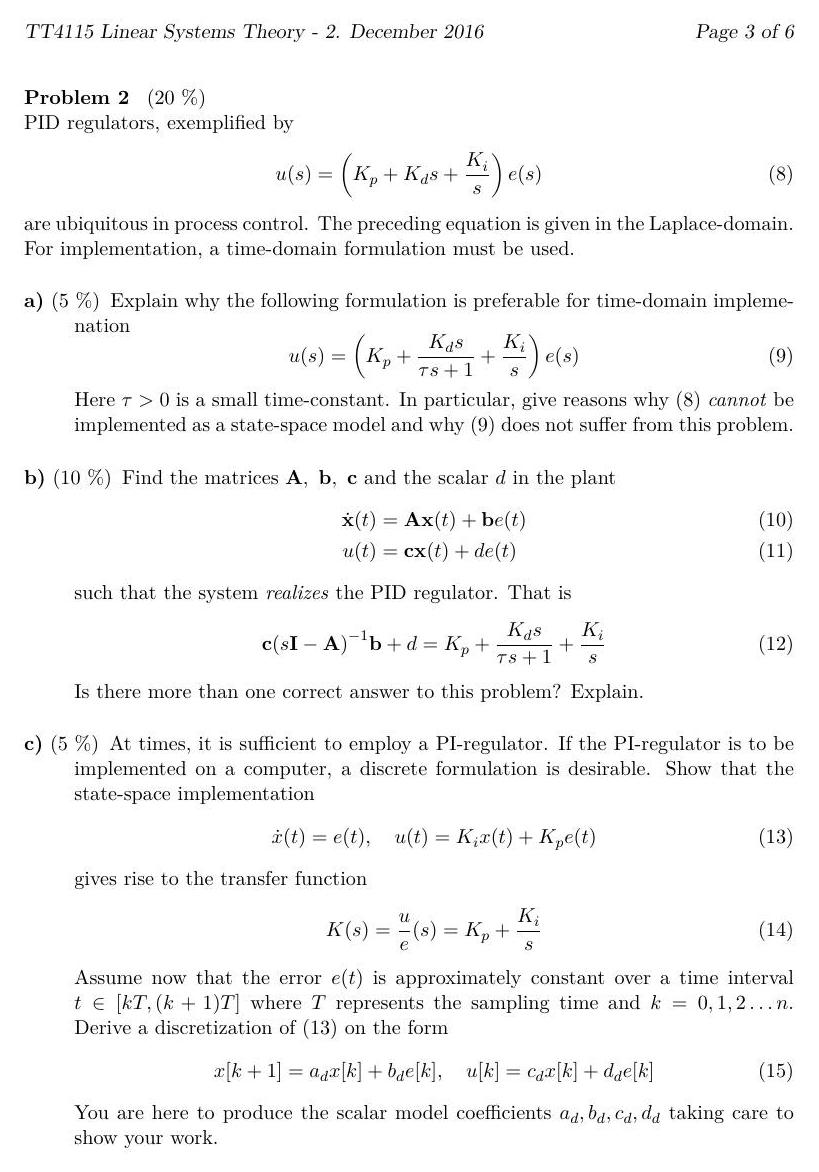 TT4115 Linear Systems Theory - 2. December 2016 Page 3 of 6
Problem 2 (20 %)
PID regulators, exemplified by
u(s) = (K_p + K_d s + K_i/s) e(s) (8)
are ubiquitous in process control. The preceding equation is given in the Laplace-domain.
For implementation, a time-domain formulation must be used.
a) (5 %) Explain why the following formulation is preferable for time-domain impleme-
nation
u(s) = (K_p + K_d s/(τs + 1) + K_i/s) e(s) (9)
Here τ > 0 is a small time-constant. In particular, give reasons why (8) cannot be
implemented as a state-space model and why (9) does not suffer from this problem.
b) (10 %) Find the matrices A, b, c and the scalar d in the plant
ẋ(t) = Ax(t) + be(t) (10)
u(t) = cx(t) + de(t) (11)
such that the system realizes the PID regulator. That is
c(sI − A)⁻¹b + d = K_p + K_d s/(τs + 1) + K_i/s (12)
Is there more than one correct answer to this problem? Explain.
c) (5 %) At times, it is sufficient to employ a PI-regulator. If the PI-regulator is to be
implemented on a computer, a discrete formulation is desirable. Show that the
state-space implementation
ẋ(t) = e(t), u(t) = K_i x(t) + K_p e(t) (13)
gives rise to the transfer function
K(s) = u/e (s) = K_p + K_i/s (14)
Assume now that the error e(t) is approximately constant over a time interval
t ∈ [kT, (k + 1)T] where T represents the sampling time and k = 0, 1, 2 . . . n.
Derive a discretization of (13) on the form
x[k + 1] = a_d x[k] + b_d e[k], u[k] = c_d x[k] + d_d e[k] (15)
You are here to produce the scalar model coefficients a_d, b_d, c_d, d_d taking care to
show your work.